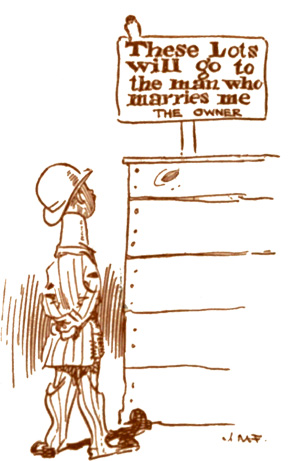 These Lots
will go to
the man who
marries me
THE OWNER
J.M.F.